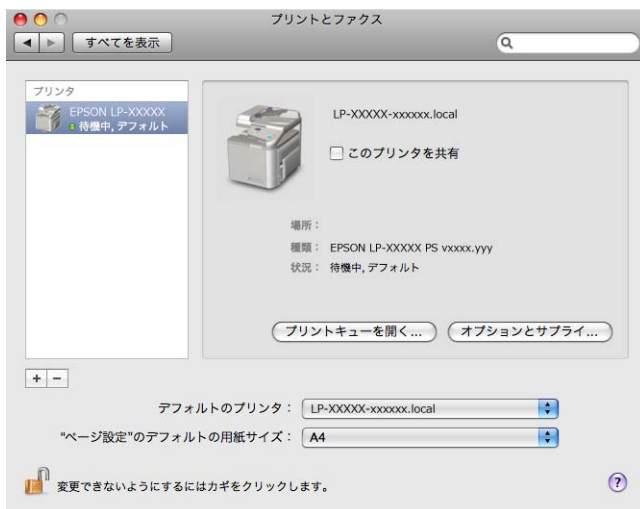 プリントとファクス
すべてを表示
プリンタ
EPSON LP-XXXXX
待機中, デフォルト
LP-XXXXX-xxxxxx.local
このプリンタを共有
場所：
種類： EPSON LP-XXXXX PS vxxxx.yyy
状況： 待機中, デフォルト
プリントキューを開く... オプションとサプライ...
+ −
デフォルトのプリンタ： LP-XXXXX-xxxxxx.local
“ページ設定”のデフォルトの用紙サイズ： A4
変更できないようにするにはカギをクリックします。 ?